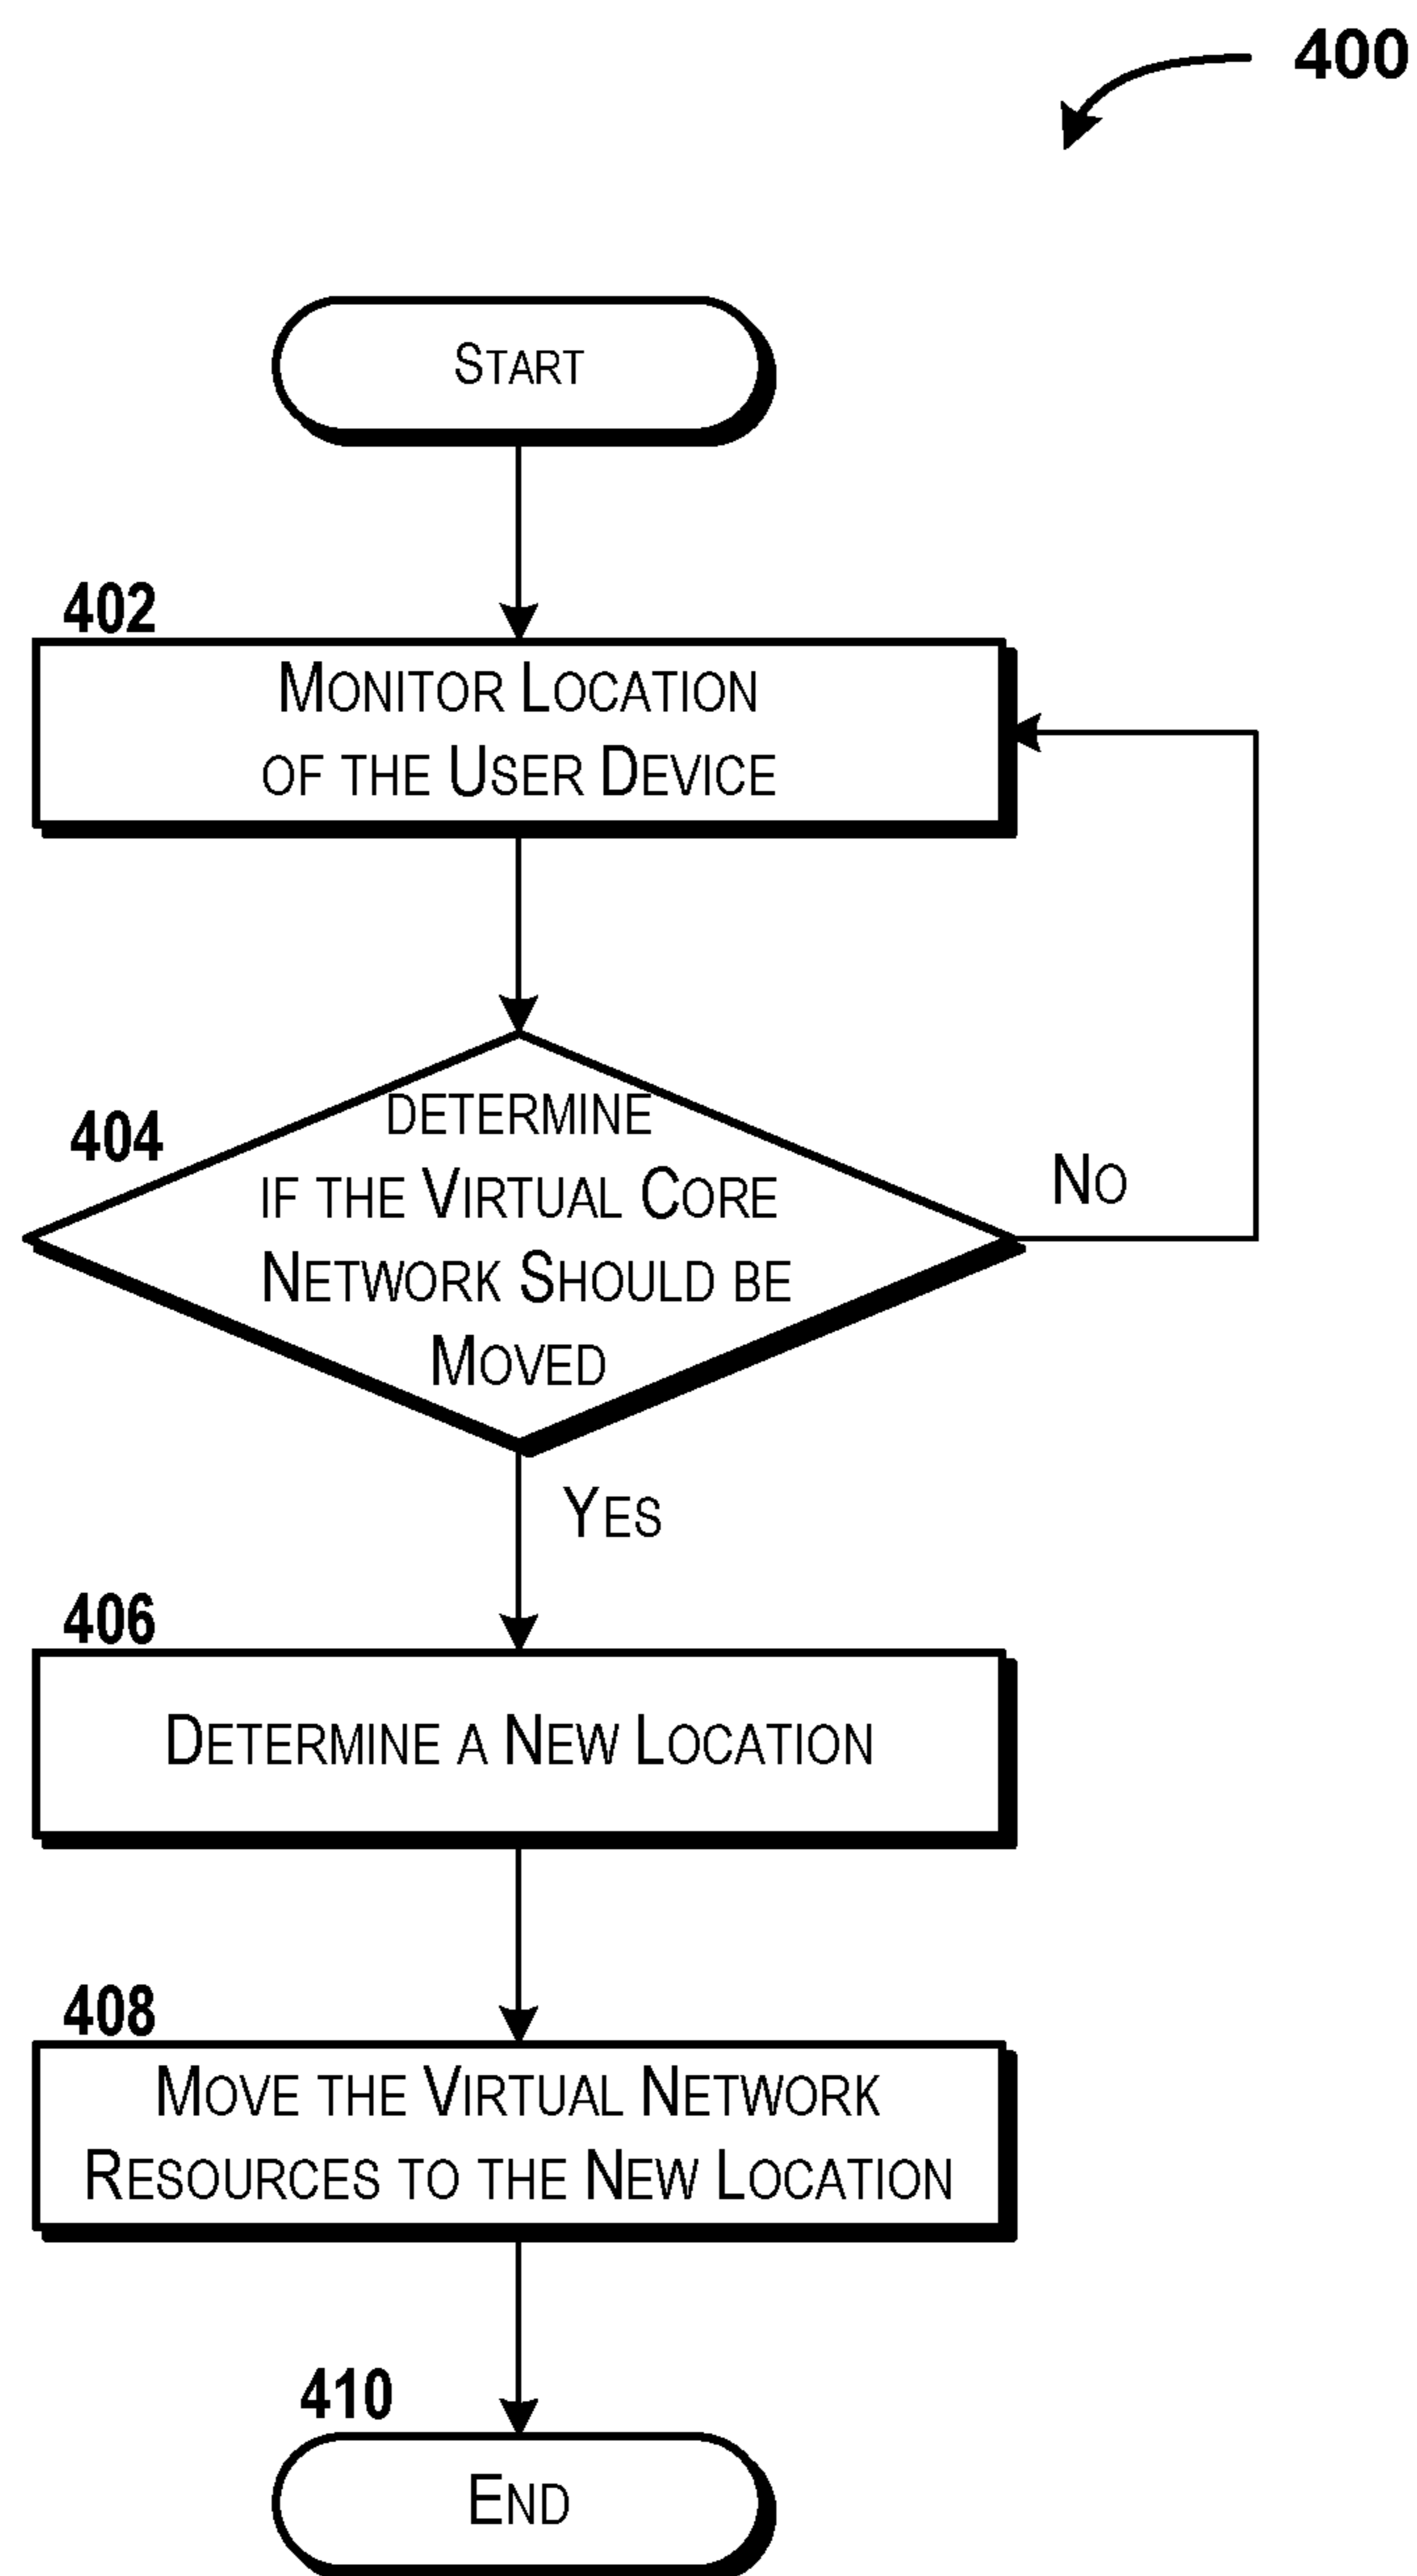 400
START
402
MONITOR LOCATION
OF THE USER DEVICE
404
DETERMINE
IF THE VIRTUAL CORE
NETWORK SHOULD BE
MOVED
NO
YES
406
DETERMINE A NEW LOCATION
408
MOVE THE VIRTUAL NETWORK
RESOURCES TO THE NEW LOCATION
410
END